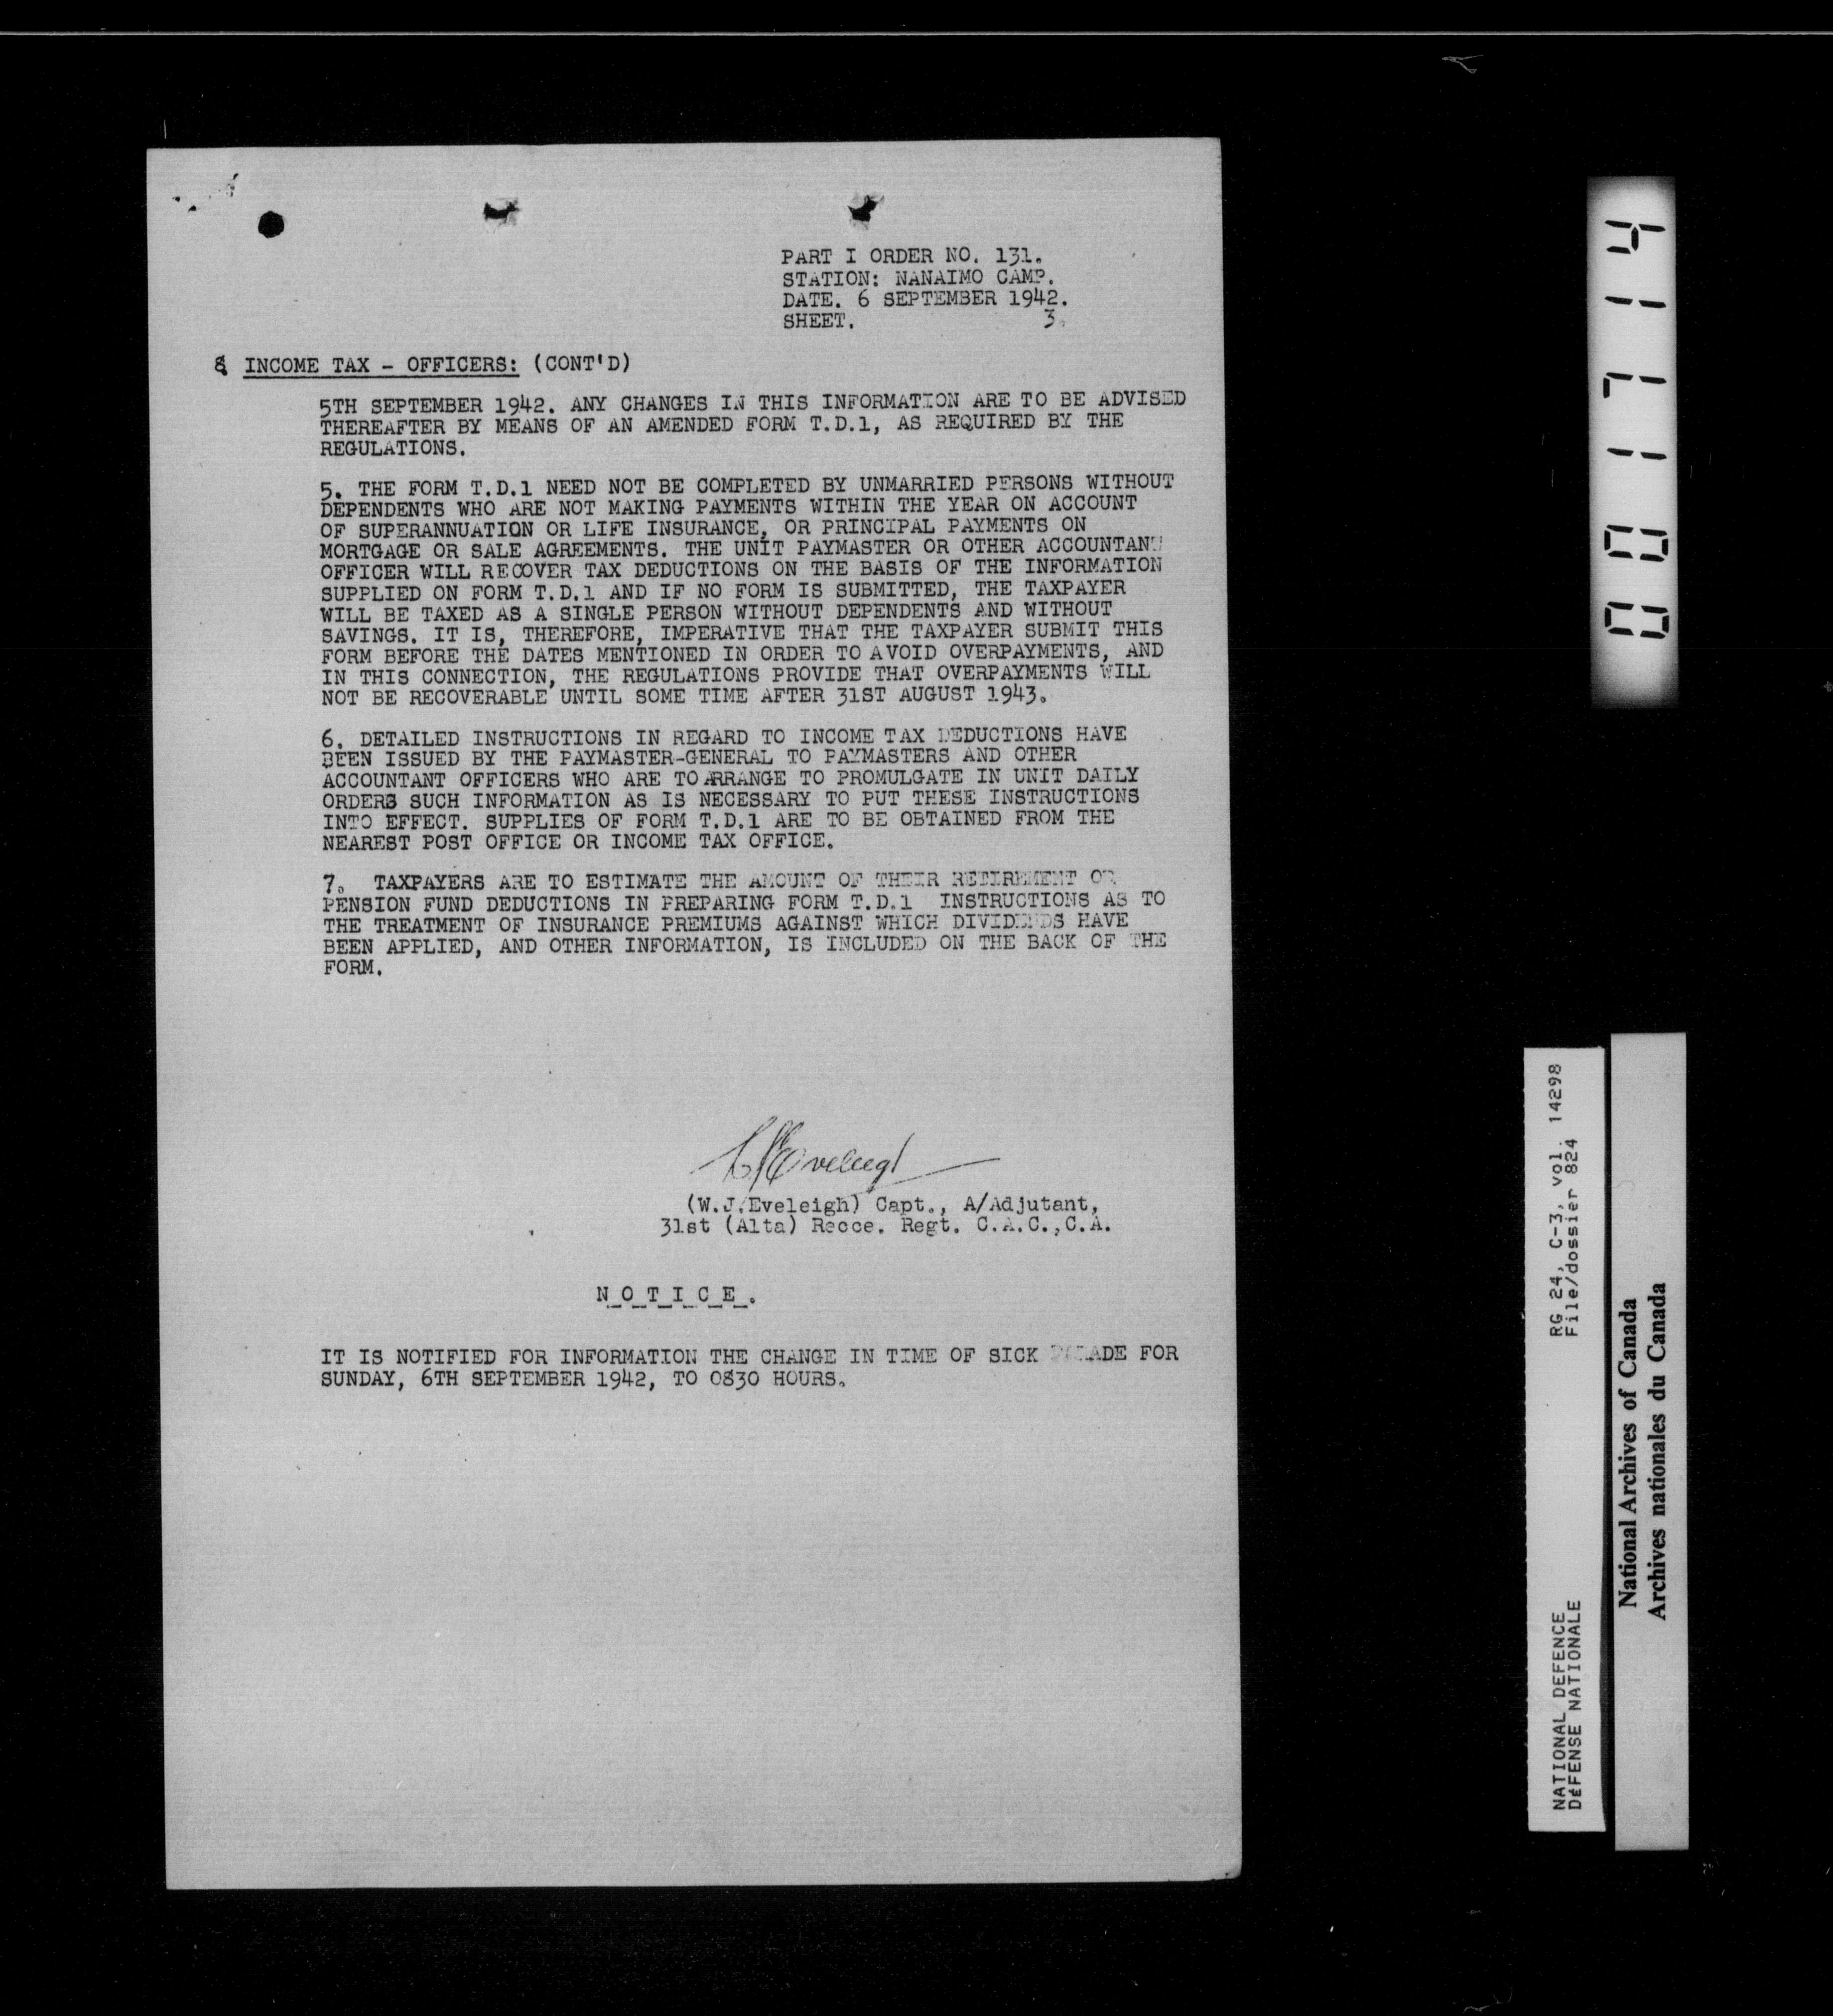 PART I ORDER NO. 131.
STATION: NANAIMO CAMP.
DATE. 6 SEPTEMBER 1942.
SHEET. 3.
8. INCOME TAX - OFFICERS: (CONT'D)
5TH SEPTEMBER 1942. ANY CHANGES IN THIS INFORMATION ARE TO BE ADVISED
THEREAFTER BY MEANS OF AN AMENDED FORM T.D.1, AS REQUIRED BY THE
REGULATIONS.
5. THE FORM T.D.1 NEED NOT BE COMPLETED BY UNMARRIED PERSONS WITHOUT
DEPENDENTS WHO ARE NOT MAKING PAYMENTS WITHIN THE YEAR ON ACCOUNT
OF SUPERANNUATION OR LIFE INSURANCE, OR PRINCIPAL PAYMENTS ON
MORTGAGE OR SALE AGREEMENTS. THE UNIT PAYMASTER OR OTHER ACCOUNTANT
OFFICER WILL RECOVER TAX DEDUCTIONS ON THE BASIS OF THE INFORMATION
SUPPLIED ON FORM T.D.1 AND IF NO FORM IS SUBMITTED, THE TAXPAYER
WILL BE TAXED AS A SINGLE PERSON WITHOUT DEPENDENTS AND WITHOUT
SAVINGS. IT IS, THEREFORE, IMPERATIVE THAT THE TAXPAYER SUBMIT THIS
FORM BEFORE THE DATES MENTIONED IN ORDER TO AVOID OVERPAYMENTS, AND
IN THIS CONNECTION, THE REGULATIONS PROVIDE THAT OVERPAYMENTS WILL
NOT BE RECOVERABLE UNTIL SOME TIME AFTER 31ST AUGUST 1943.
6. DETAILED INSTRUCTIONS IN REGARD TO INCOME TAX DEDUCTIONS HAVE
BEEN ISSUED BY THE PAYMASTER-GENERAL TO PAYMASTERS AND OTHER
ACCOUNTANT OFFICERS WHO ARE TO ARRANGE TO PROMULGATE IN UNIT DAILY
ORDERS SUCH INFORMATION AS IS NECESSARY TO PUT THESE INSTRUCTIONS
INTO EFFECT. SUPPLIES OF FORM T.D.1 ARE TO BE OBTAINED FROM THE
NEAREST POST OFFICE OR INCOME TAX OFFICE.
7. TAXPAYERS ARE TO ESTIMATE THE AMOUNT OF THEIR RETIREMENT OR
PENSION FUND DEDUCTIONS IN PREPARING FORM T.D.1 INSTRUCTIONS AS TO
THE TREATMENT OF INSURANCE PREMIUMS AGAINST WHICH DIVIDENDS HAVE
BEEN APPLIED, AND OTHER INFORMATION, IS INCLUDED ON THE BACK OF THE
FORM.
(W.J.Eveleigh) Capt., A/Adjutant,
31st (Alta) Recce. Regt. C.A.C.,C.A.
N O T I C E .
IT IS NOTIFIED FOR INFORMATION THE CHANGE IN TIME OF SICK PARADE FOR
SUNDAY, 6TH SEPTEMBER 1942, TO 0830 HOURS.
001714
RG 24, C-3, vol. 14298
File/dossier 824
NATIONAL DEFENCE
DéFENSE NATIONALE
National Archives of Canada
Archives nationales du Canada